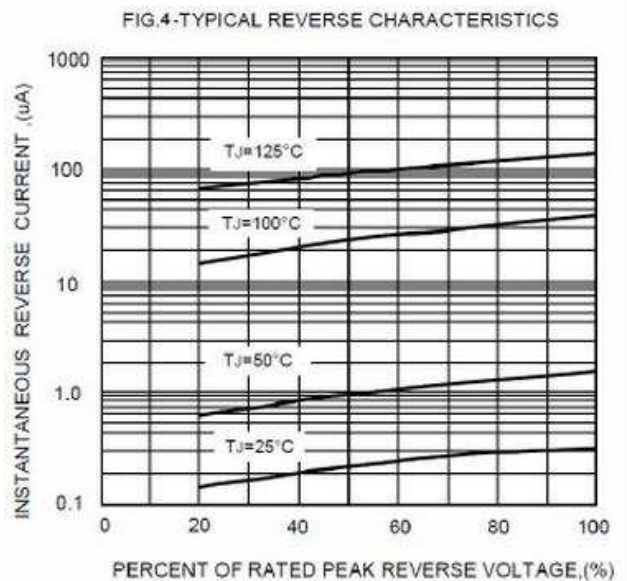 FIG.4-TYPICAL REVERSE CHARACTERISTICS
INSTANTANEOUS REVERSE CURRENT ,(uA)
1000
100
10
1.0
0.1
TJ=125°C
TJ=100°C
TJ=50°C
TJ=25°C
0 20 40 60 80 100
PERCENT OF RATED PEAK REVERSE VOLTAGE,(%)